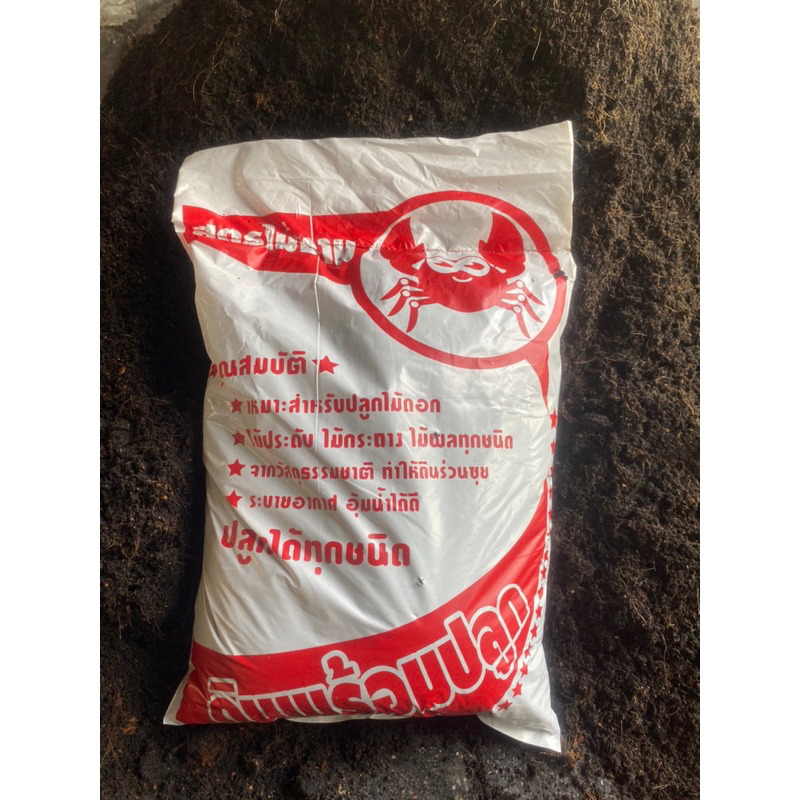 คุณสมบัติ
เหมาะสำหรับปลูกไม้ดอก
ไม้ประดับ ไม้กระถาง ไม้ผลทุกชนิด
จากวัสดุธรรมชาติ ทำให้ดินร่วนซุย
ระบายอากาศ อุ้มน้ำได้ดี
ปลูกได้ทุกชนิด
ดินพร้อมปลูก